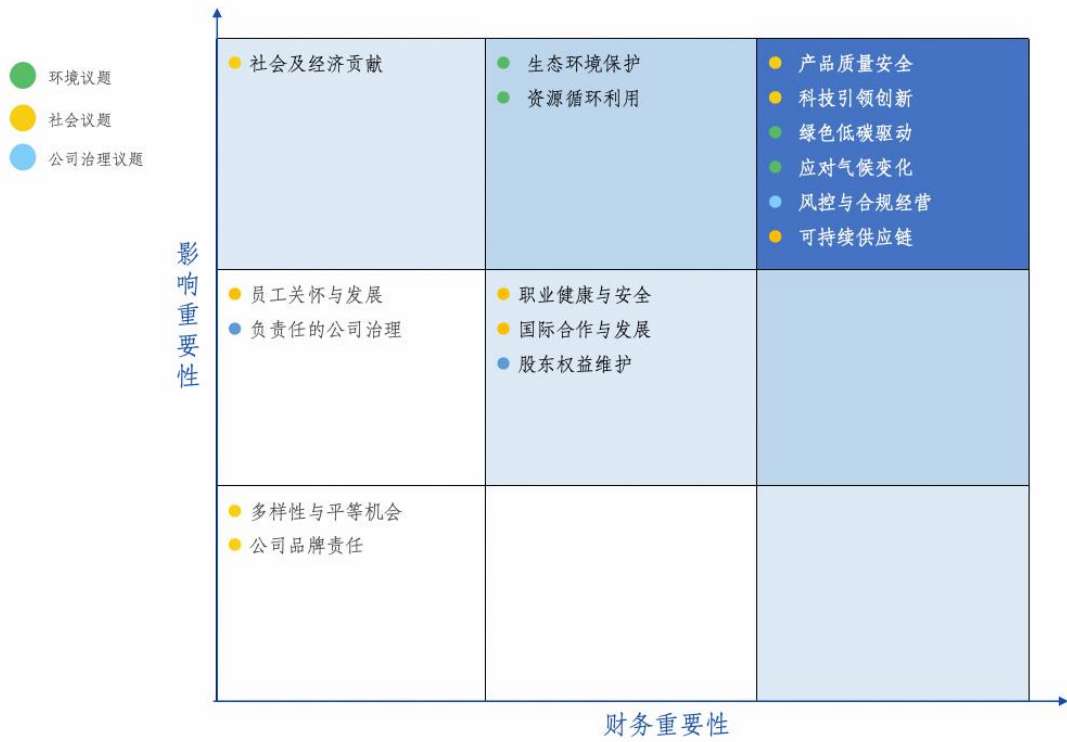 环境议题
社会议题
公司治理议题
影响重要性
社会及经济贡献
生态环境保护
资源循环利用
产品质量安全
科技引领创新
绿色低碳驱动
应对气候变化
风控与合规经营
可持续供应链
员工关怀与发展
负责任的公司治理
职业健康与安全
国际合作与发展
股东权益维护
多样性与平等机会
公司品牌责任
财务重要性